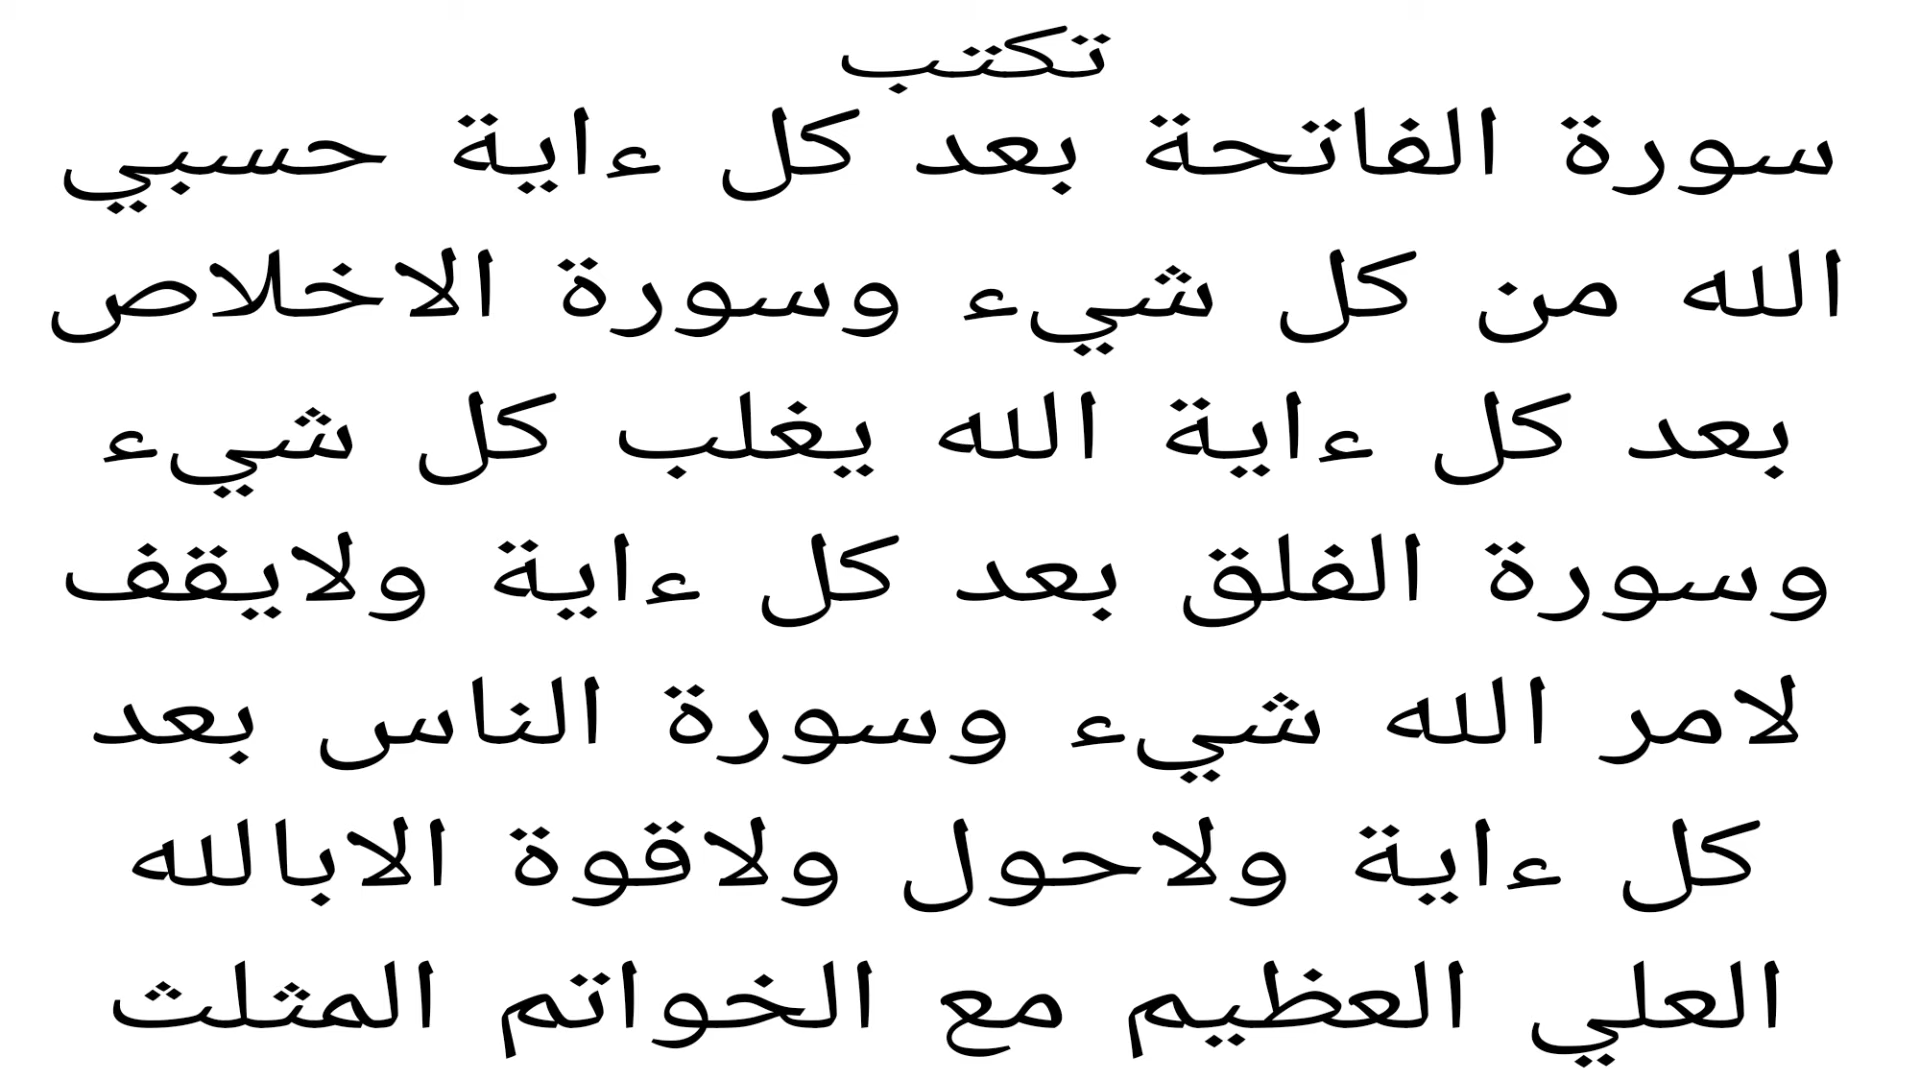 تكتب
سورة الفاتحة بعد كل ءاية حسبي
الله من كل شيء وسورة الاخلاص
بعد كل ءاية الله يغلب كل شيء
وسورة الفلق بعد كل ءاية ولايقف
لامر الله شيء وسورة الناس بعد
كل ءاية ولاحول ولاقوة الابالله
العلي العظيم مع الخواتم المثلث